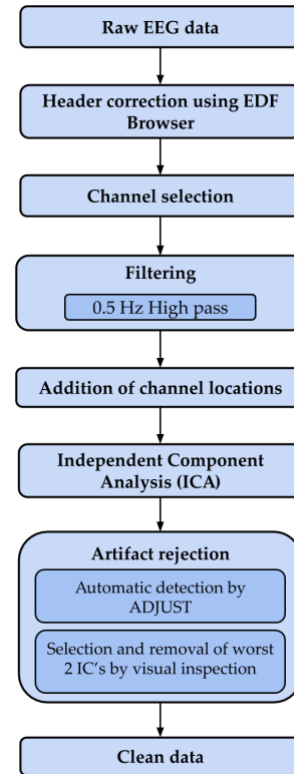 Raw EEG data
Header correction using EDF
Browser
Channel selection
Filtering
0.5 Hz High pass
Addition of channel locations
Independent Component
Analysis (ICA)
Artifact rejection
Automatic detection by
ADJUST
Selection and removal of worst
2 IC's by visual inspection
Clean data